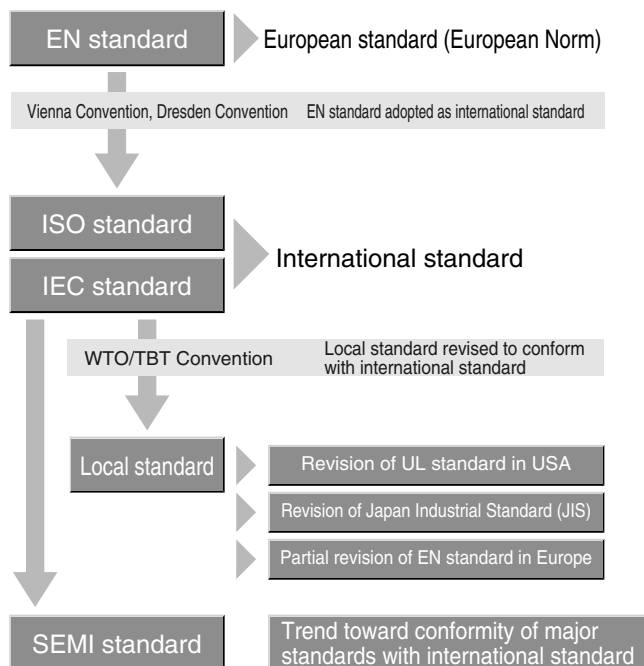 EN standard
European standard (European Norm)
Vienna Convention, Dresden Convention EN standard adopted as international standard
ISO standard
IEC standard
International standard
WTO/TBT Convention
Local standard revised to conform
with international standard
Local standard
Revision of UL standard in USA
Revision of Japan Industrial Standard (JIS)
Partial revision of EN standard in Europe
SEMI standard
Trend toward conformity of major
standards with international standard